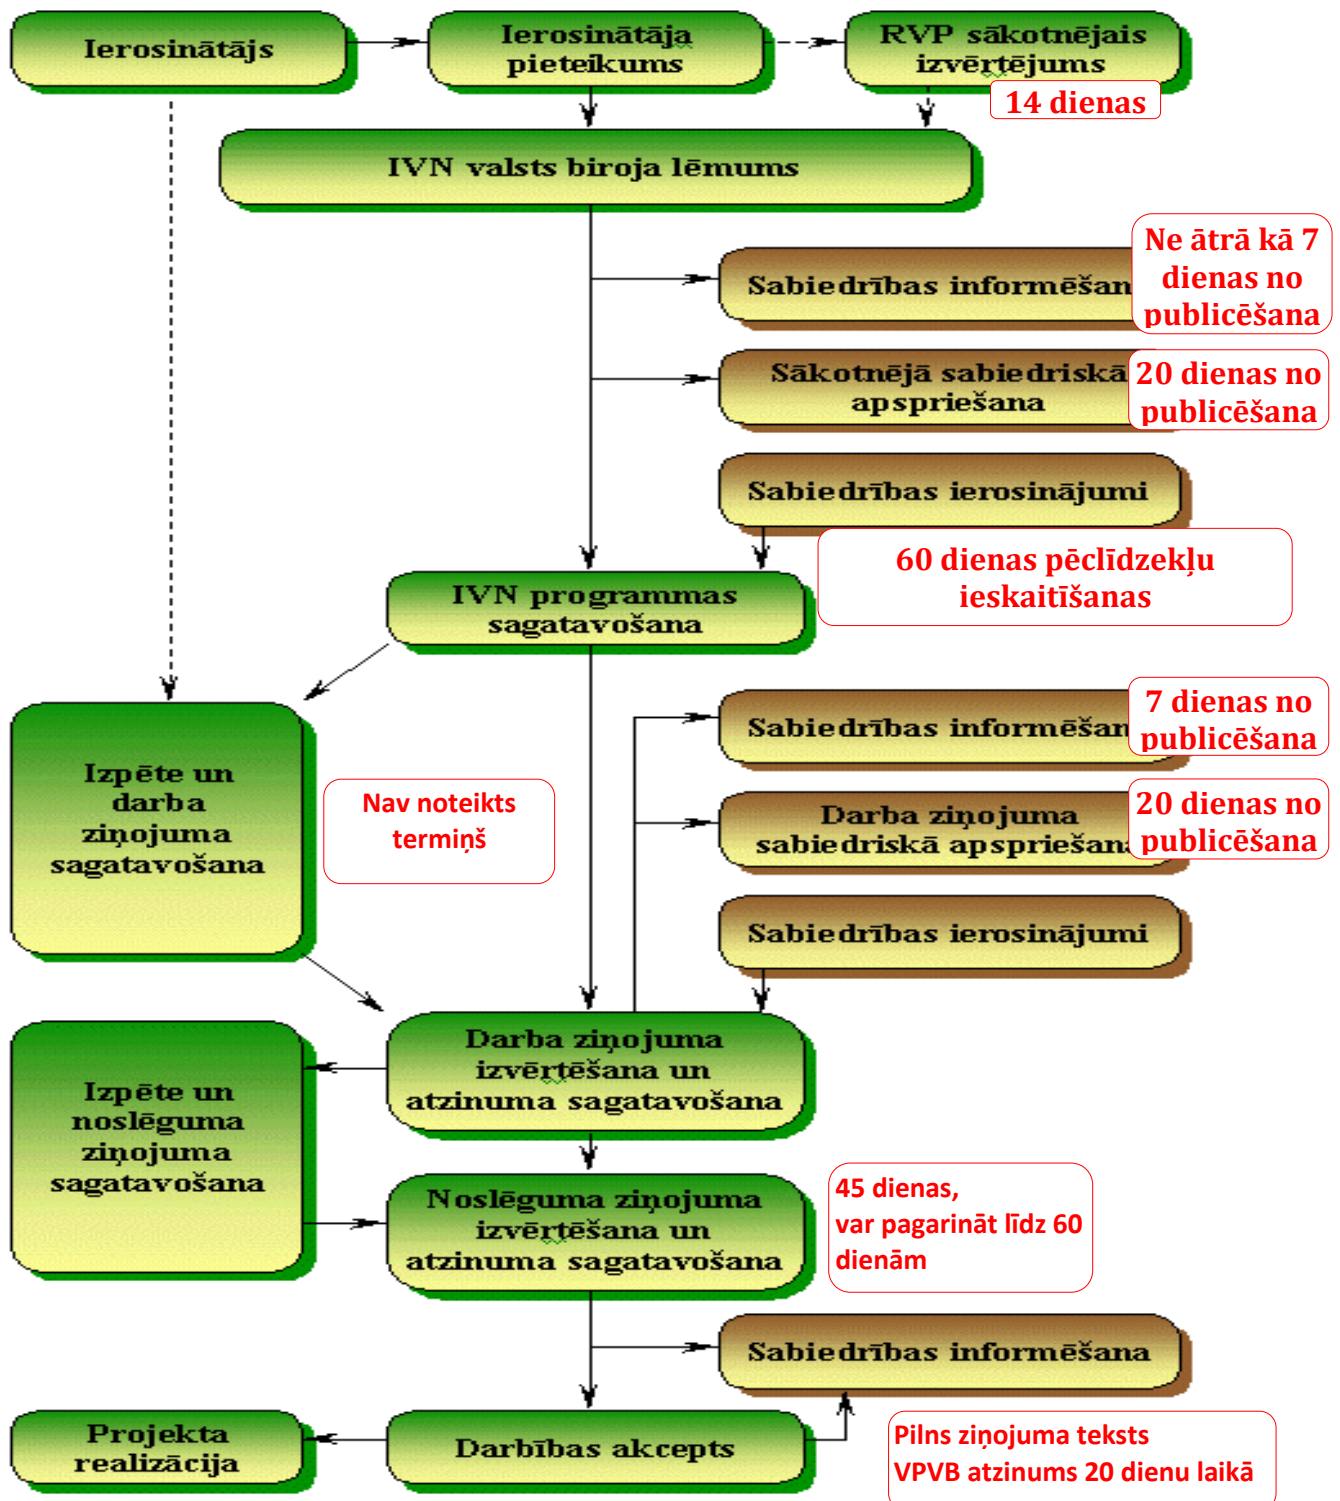 Ierosinātājs
Ierosinātāja
pieteikums
RVP sākotnējais
izvērtējums
14 dienas
IVN valsts biroja lēmums
Sabiedrības informēšan
Ne ātrā kā 7
dienas no
publicēšana
Sākotnējā sabiedriskā
apspriešana
20 dienas no
publicēšana
Sabiedrības ierosinājumi
60 dienas pēclīdzekļu
ieskaitīšanas
IVN programmas
sagatavošana
Sabiedrības informēšan
7 dienas no
publicēšana
Izpēte un
darba
ziņojuma
sagatavošana
Nav noteikts
termiņš
Darba ziņojuma
sabiedriskā apspriešana
20 dienas no
publicēšana
Sabiedrības ierosinājumi
Darba ziņojuma
izvērtēšana un
atzinuma sagatavošana
Izpēte un
noslēguma
ziņojuma
sagatavošana
Noslēguma ziņojuma
izvērtēšana un
atzinuma sagatavošana
45 dienas,
var pagarināt līdz 60
dienām
Sabiedrības informēšana
Projekta
realizācija
Darbības akcepts
Pilns ziņojuma teksts
VPVB atzinums 20 dienu laikā